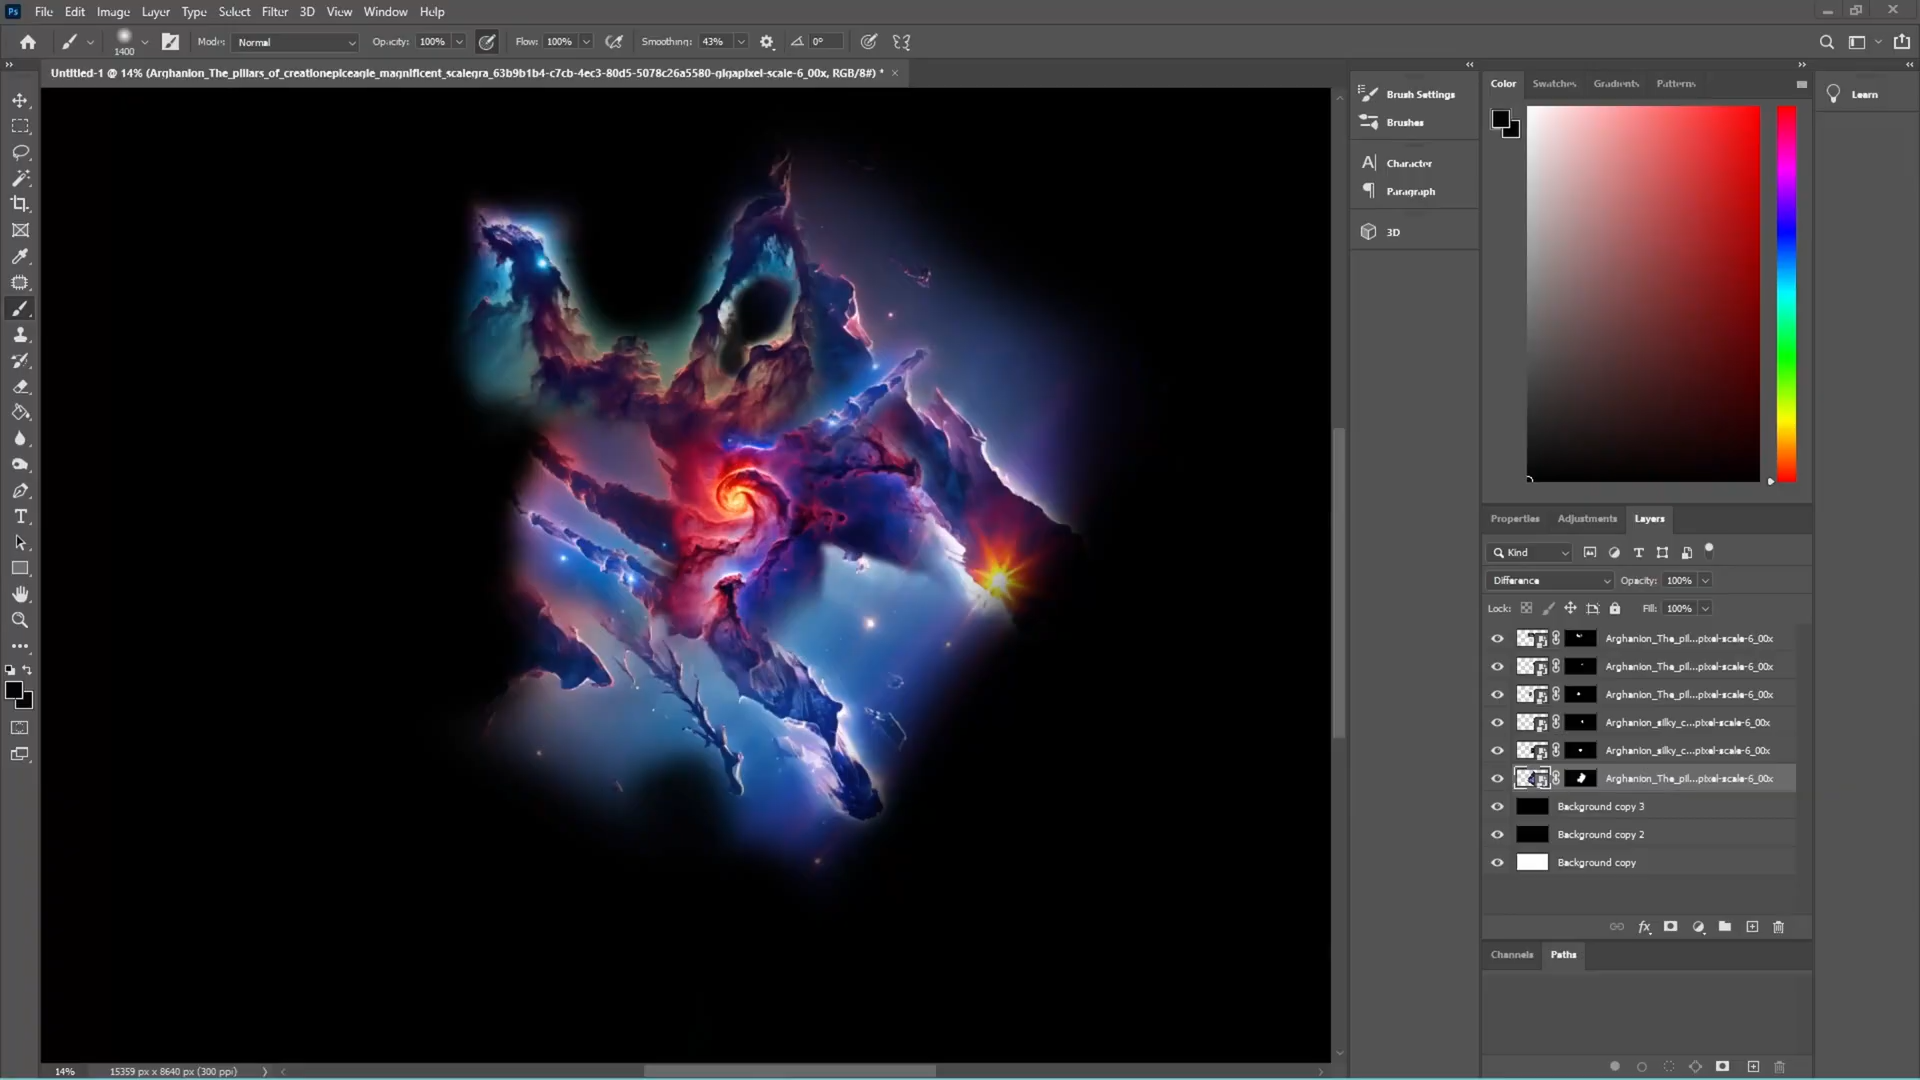 Ps File Edit Image Layer Type Select Filter 3D View Window Help
1400 Mode: Normal Opacity: 100% Flow: 100% Smoothing: 43% 0°
Untitled-1 @ 14% (Arghanion_The_pillars_of_creationepiceagle_magnificent_scalegra_63b9b1b4-c7cb-4ec3-80d5-5078c26a5580-gigapixel-scale-6_00x, RGB/8#) *
Brush Settings
Brushes
Character
Paragraph
3D
Color Swatches Gradients Patterns
Learn
Properties Adjustments Layers
Kind
Difference Opacity: 100%
Lock: Fill: 100%
Arghanion_The_pil...pixel-scale-6_00x
Arghanion_The_pil...pixel-scale-6_00x
Arghanion_The_pil...pixel-scale-6_00x
Arghanion_silky_c...pixel-scale-6_00x
Arghanion_silky_c...pixel-scale-6_00x
Arghanion_The_pil...pixel-scale-6_00x
Background copy 3
Background copy 2
Background copy
fx
Channels Paths
14% 15359 px x 8640 px (300 ppi)